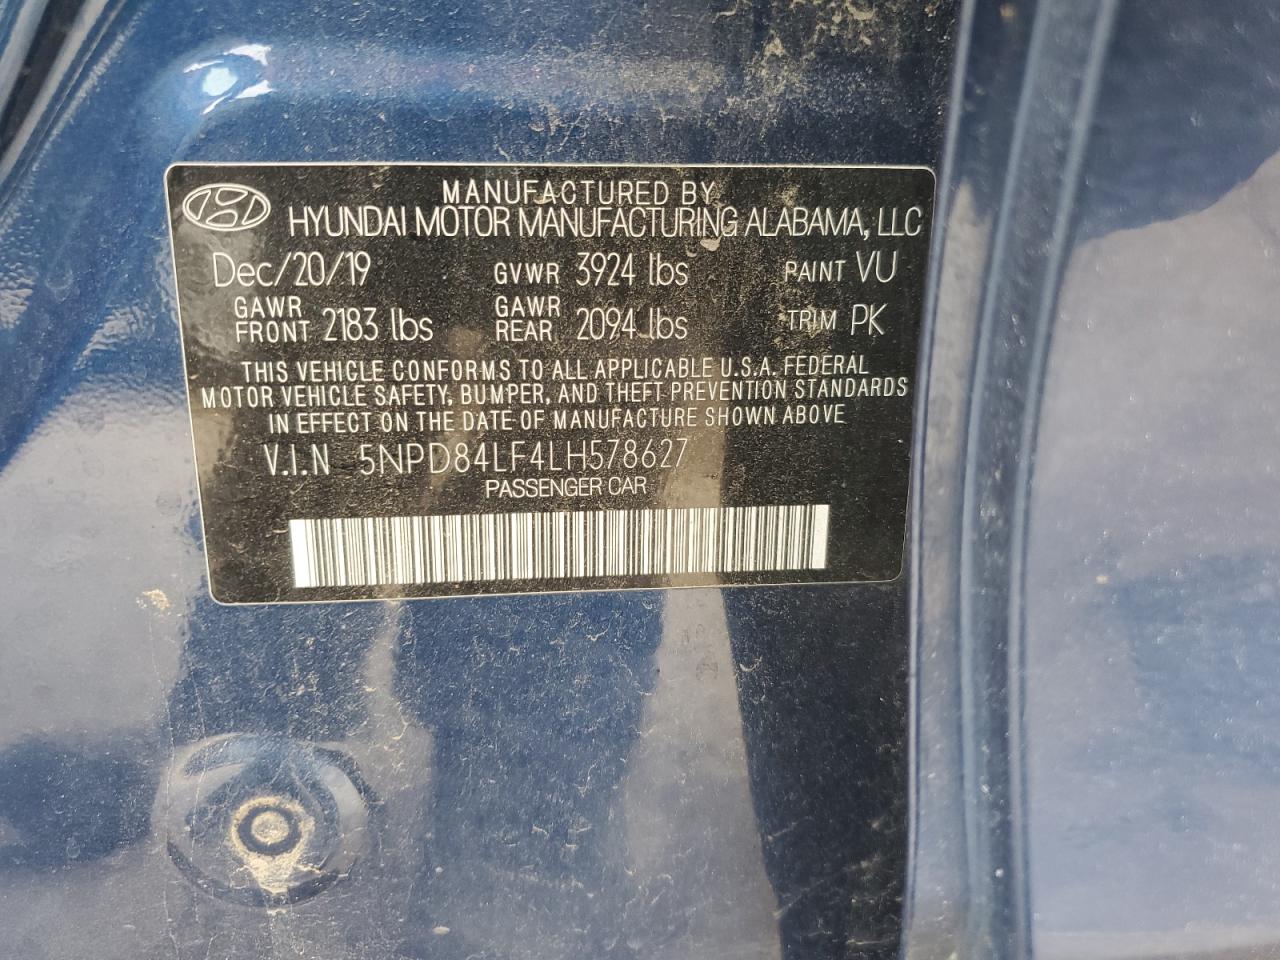 MANUFACTURED BY
HYUNDAI MOTOR MANUFACTURING ALABAMA, LLC
Dec/20/19 GVWR 3924 lbs PAINT VU
GAWR FRONT 2183 lbs GAWR REAR 2094 lbs TRIM PK
THIS VEHICLE CONFORMS TO ALL APPLICABLE U.S.A. FEDERAL
MOTOR VEHICLE SAFETY, BUMPER, AND THEFT PREVENTION STANDARDS
IN EFFECT ON THE DATE OF MANUFACTURE SHOWN ABOVE
V.I.N 5NPD84LF4LH578627
PASSENGER CAR